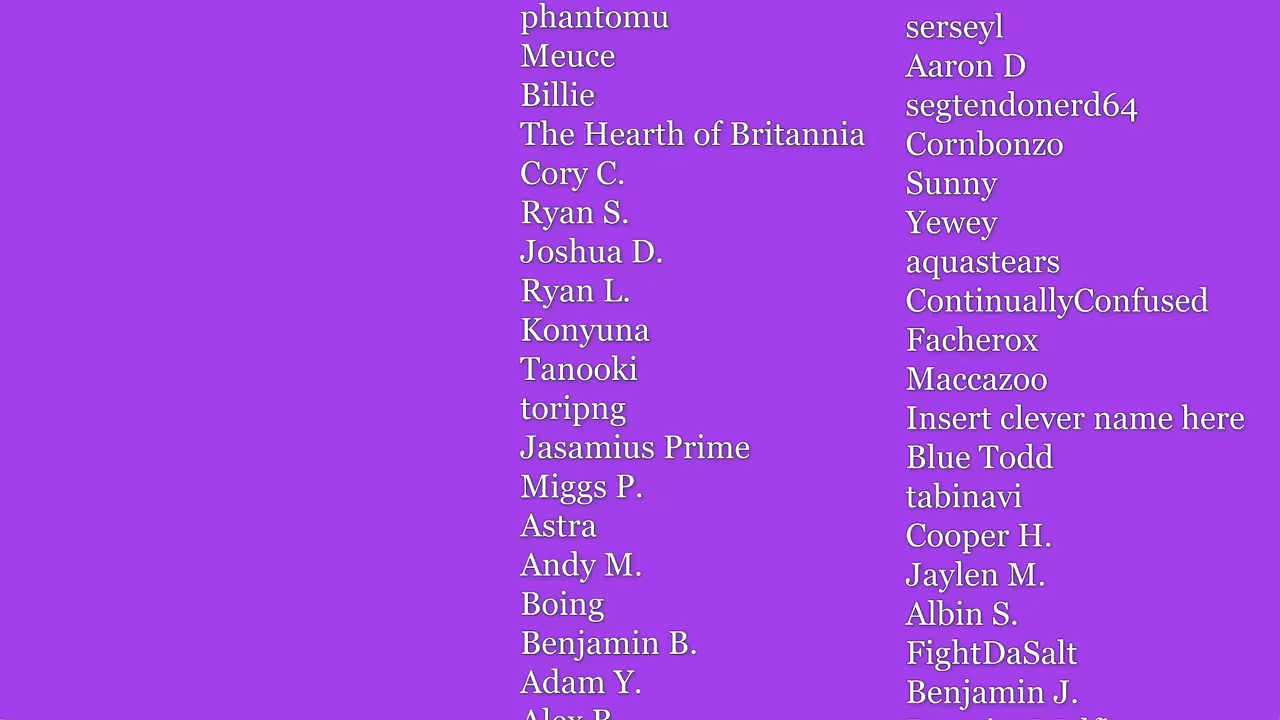 phantomu
Meuce
Billie
The Hearth of Britannia
Cory C.
Ryan S.
Joshua D.
Ryan L.
Konyuna
Tanooki
toripng
Jasamius Prime
Miggs P.
Astra
Andy M.
Boing
Benjamin B.
Adam Y.
serseyl
Aaron D
segtendonerd64
Cornbonzo
Sunny
Yewey
aquastears
ContinuallyConfused
Facherox
Maccazoo
Insert clever name here
Blue Todd
tabinavi
Cooper H.
Jaylen M.
Albin S.
FightDaSalt
Benjamin J.